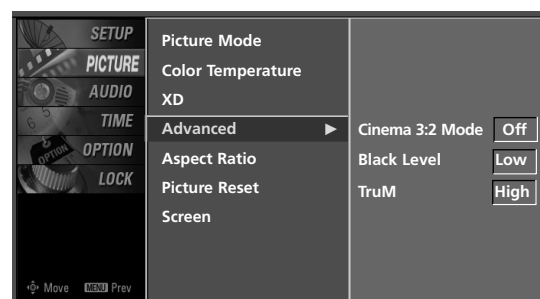 SETUP
PICTURE
AUDIO
TIME
OPTION
LOCK
Move MENU Prev
Picture Mode
Color Temperature
XD
Advanced ▶
Aspect Ratio
Picture Reset
Screen
Cinema 3:2 Mode Off
Black Level Low
TruM High